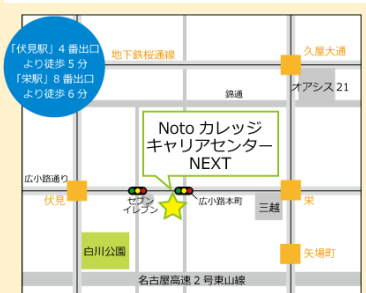 「伏見駅」4番出口
より徒歩5分
「栄駅」8番出口
より徒歩6分
地下鉄桜通線
久屋大通
オアシス21
錦通
Noto カレッジ
キャリアセンター
NEXT
広小路通り
伏見
セブン
イレブン
広小路本町
三越
栄
白川公園
矢場町
名古屋高速2号東山線